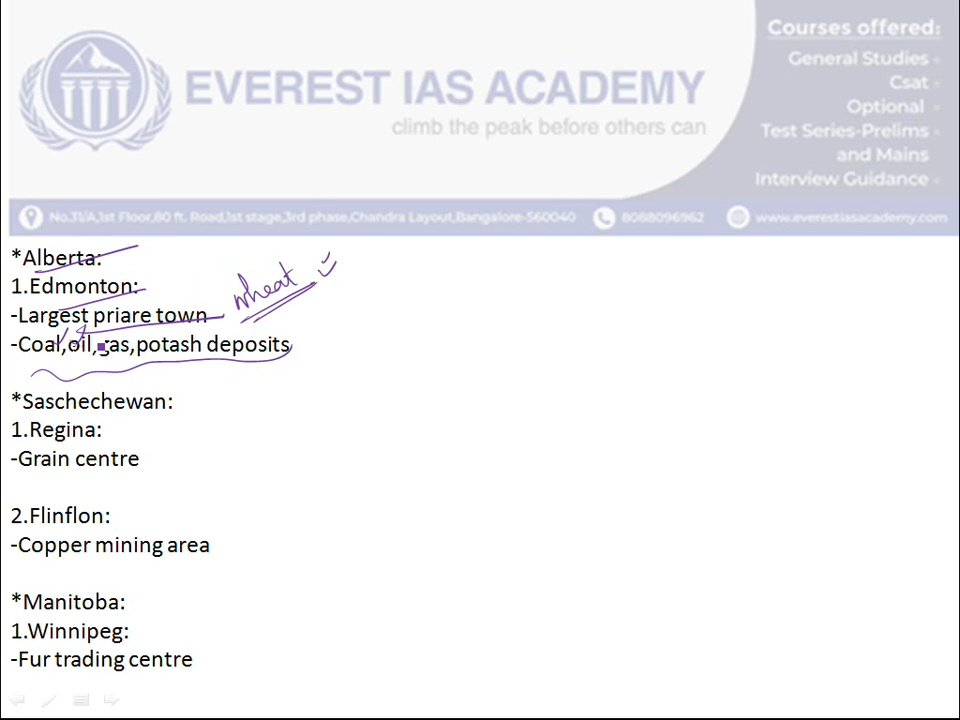 EVEREST IAS ACADEMY
climb the peak before others can
Courses offered:
General Studies
Csat
Optional
Test Series-Prelims
and Mains
Interview Guidance
No.31/A,1st Floor,80 ft. Road,1st stage,3rd phase,Chandra Layout,Bangalore-560040 8088096962 www.everestiasacademy.com
*Alberta:
1.Edmonton:
wheat
-Largest priare town
-Coal,oil,gas,potash deposits
*Saschechewan:
1.Regina:
-Grain centre
2.Flinflon:
-Copper mining area
*Manitoba:
1.Winnipeg:
-Fur trading centre